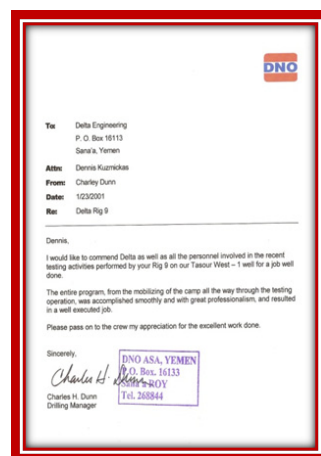 DNO
To: Delta Engineering
P. O. Box 16113
Sana'a, Yemen
Attn: Dennis Kuzmickas
From: Charley Dunn
Date: 1/23/2001
Re: Delta Rig 9
Dennis,
I would like to commend Delta as well as all the personnel involved in the recent
testing activities performed by your Rig 9 on our Tasour West – 1 well for a job well
done.
The entire program, from the mobilizing of the camp all the way through the testing
operation, was accomplished smoothly and with great professionalism, and resulted
in a well executed job.
Please pass on to the crew my appreciation for the excellent work done.
Sincerely,
DNO ASA, YEMEN
P.O. Box. 16133
Charles H. Dunn
Sana'a-ROY
Tel. 268844
Charles H. Dunn
Drilling Manager